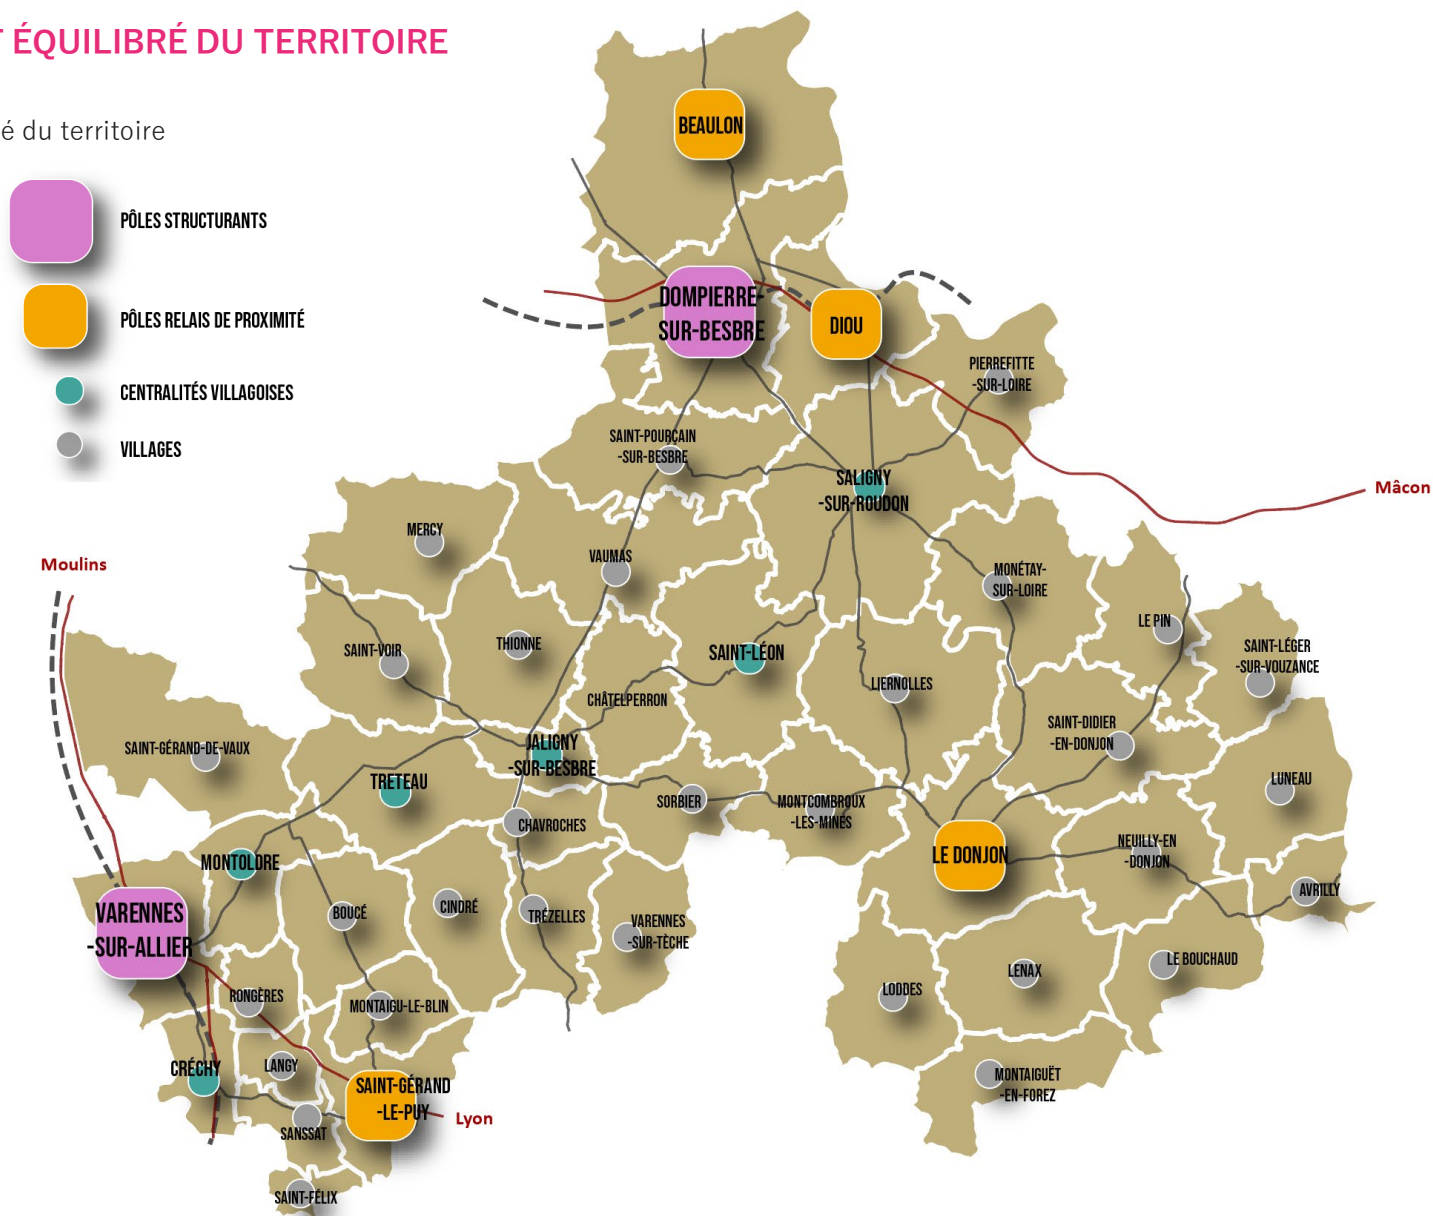 T ÉQUILIBRÉ DU TERRITOIRE
é du territoire
PÔLES STRUCTURANTS
PÔLES RELAIS DE PROXIMITÉ
CENTRALITÉS VILLAGOISES
VILLAGES
BEAULON
DOMPIERRE-
SUR-BESBRE
DIOU
PIERREFITTE
-SUR-LOIRE
SAINT-POURÇAIN
-SUR-BESBRE
SALIGNY
-SUR-ROUDON
Mâcon
MERCY
VAUMAS
Moulins
MONÉTAY-
SUR-LOIRE
LE PIN
SAINT-LÉGER
-SUR-VOUZANCE
SAINT-VOIR
THIONNE
SAINT-LÉON
LIERNOLLES
CHÂTELPERRON
SAINT-DIDIER
-EN-DONJON
SAINT-GÉRAND-DE-VAUX
JALIGNY
-SUR-BESBRE
TRETEAU
LUNEAU
SORBIER
MONTCOMBROUX
-LES-MINES
CHAVROCHES
NEUILLY-EN
-DONJON
LE DONJON
MONTOLDRE
AVRILLY
VARENNES
-SUR-ALLIER
BOUCÉ
CINDRÉ
TRÉZELLES
VARENNES
-SUR-TÈCHE
LE BOUCHAUD
LENAX
LODDES
RONGÈRES
MONTAIGU-LE-BLIN
CRÉCHY
LANGY
SAINT-GÉRAND
-LE-PUY
Lyon
MONTAIGUËT
-EN-FOREZ
SANSSAT
SAINT-FÉLIX